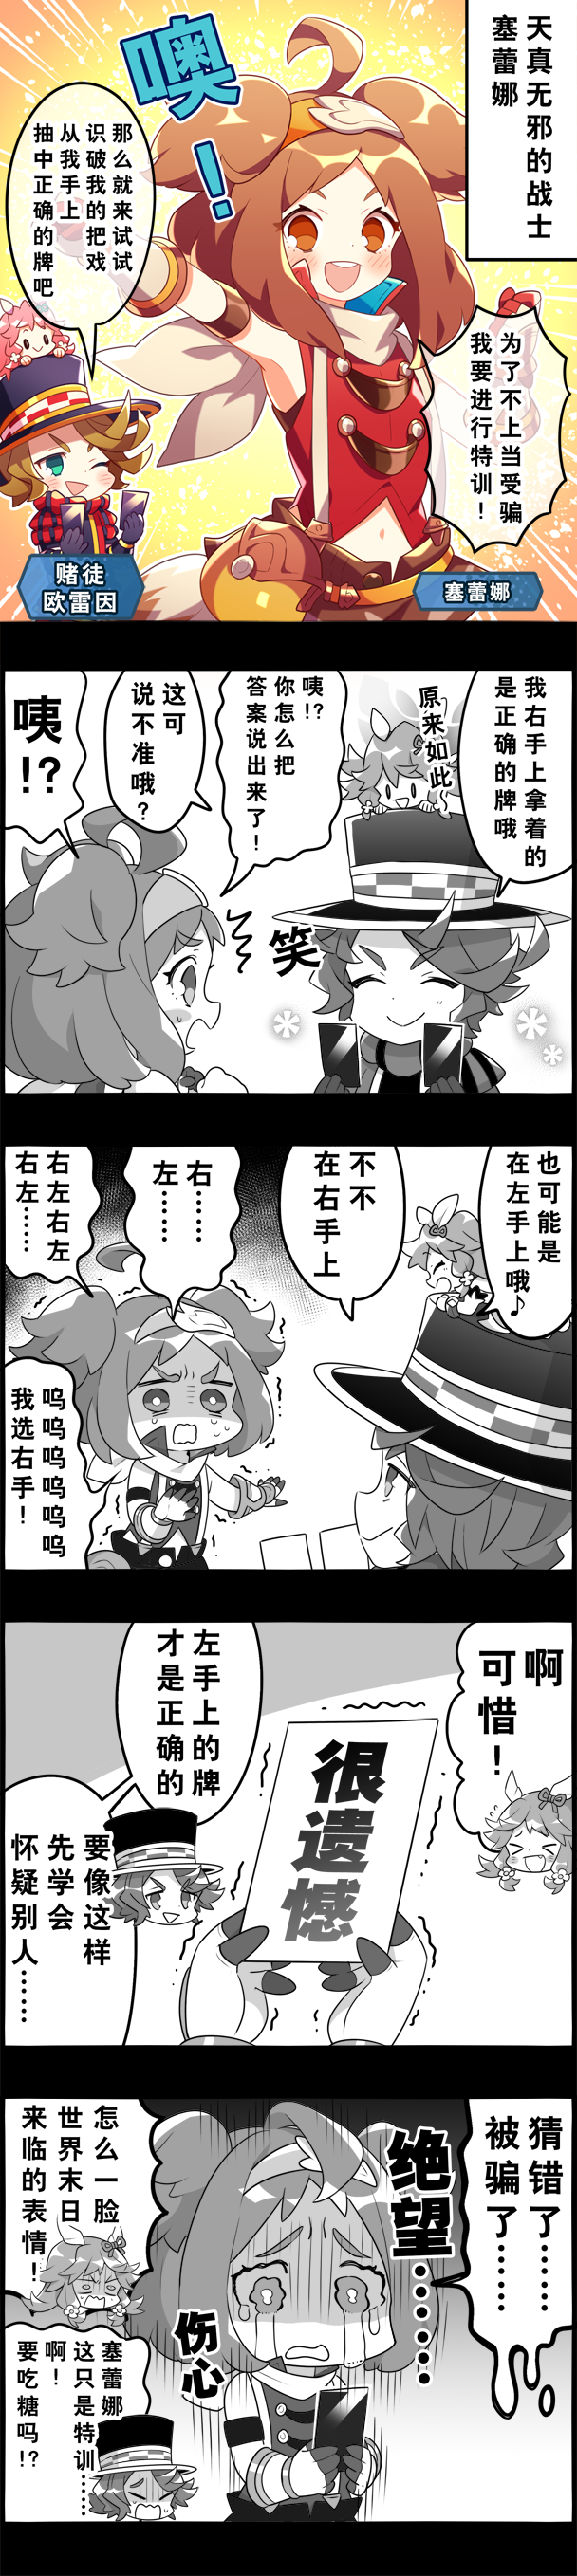 天真无邪的战士
塞蕾娜
为了不上当受骗
我要进行特训！
噢！
那么就来试试
识破我的把戏
从我手上
抽中正确的牌吧
赌徒
欧雷因
塞蕾娜
我右手上拿着的
是正确的牌哦
原来如此
咦!?
你怎么把
答案说出来了！
笑
这可
说不准哦？
咦!?
也可能是
在左手上哦♪
不不
在右手上
右……
左……
右左右左
右左……
呜呜呜呜呜呜
我选右手！
啊
可惜！
很遗憾
左手上的牌
才是正确的
要像这样
先学会
怀疑别人……
猜错了……
被骗了……
绝望……
伤心
怎么一脸
世界末日
来临的表情！
塞蕾娜
这只是特训……
啊！
要吃糖吗!?